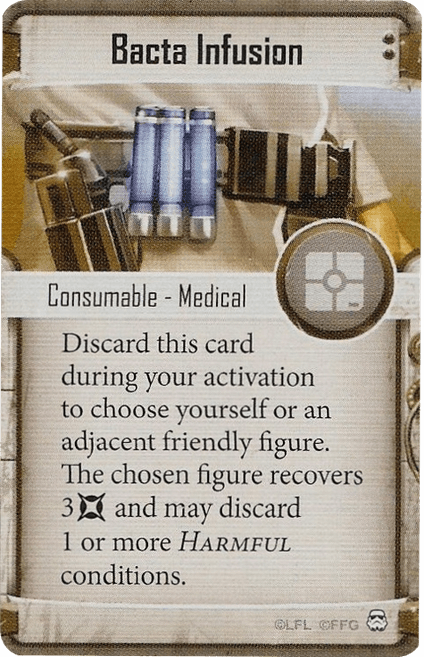 Bacta Infusion
Consumable - Medical
Discard this card
during your activation
to choose yourself or an
adjacent friendly figure.
The chosen figure recovers
3 and may discard
1 or more HARMFUL
conditions.
©LFL ©FFG